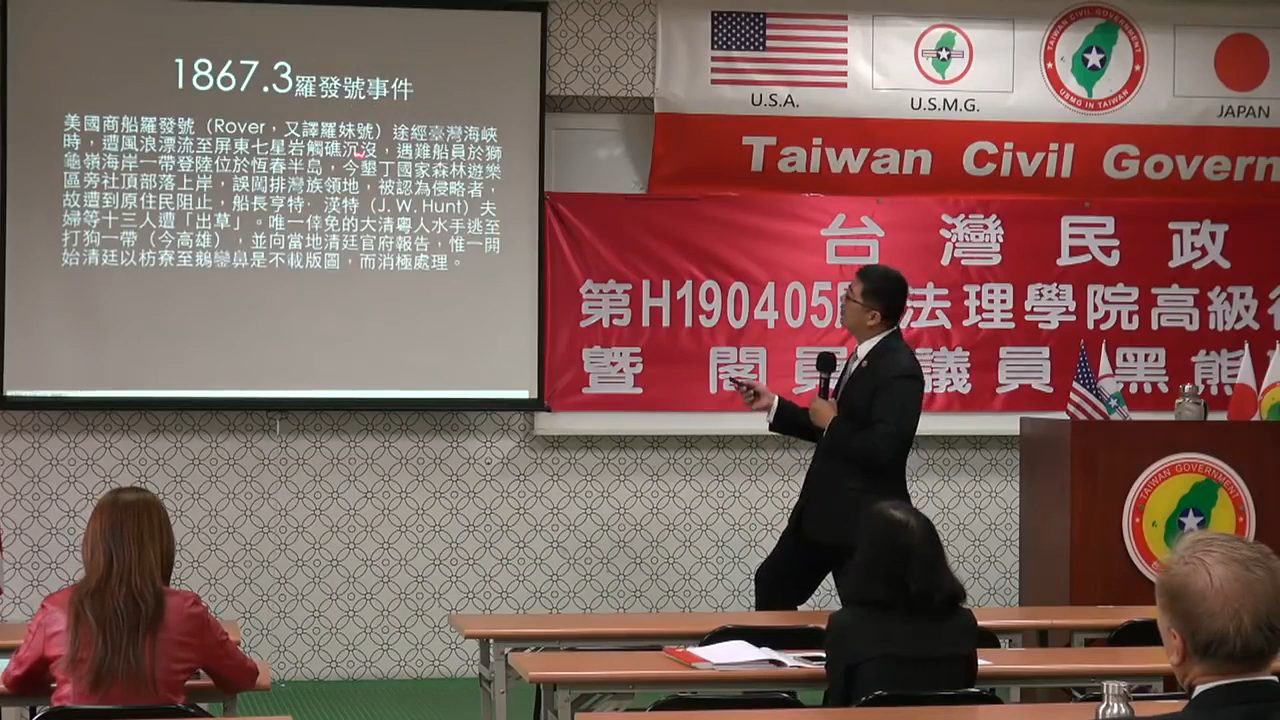 1867.3羅發號事件
美國商船羅發號（Rover，又譯羅妹號）途經臺灣海峽
時，遭風浪漂流至屏東七星岩觸礁沉沒，遇難船員於獅
龜嶺海岸一帶登陸位於恆春半島，今墾丁國家森林遊樂
區旁社頂部落上岸，誤闖排灣族領地，被認為侵略者，
故遭到原住民阻止，船長亨特．漢特（J. W. Hunt）夫
婦等十三人遭「出草」。唯一倖免的大清粵人水手逃至
打狗一帶（今高雄），並向當地清廷官府報告，惟一開
始清廷以枋寮至鵝鑾鼻是不載版圖，而消極處理。
U.S.A.
U.S.M.G.
TAIWAN CIVIL GOVERNMENT
USMG IN TAIWAN
JAPAN
Taiwan Civil Govern
台灣民政
第H190405 法理學院高級
暨 閣員 議員 黑熊
TAIWAN GOVERNMENT